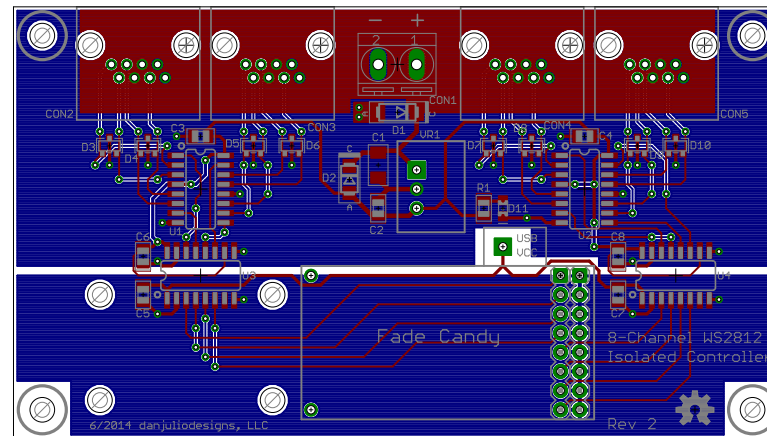 - +
2 1
CON1
CON2
CON3
CON4
CON5
C3
D1
C1
VR1
C4
D3
D4
D5
D6
D7
D10
C
D2
A
R1
D11
U1
U2
C2
C6
USB
VCC
C8
U3
U4
C5
C7
Fade Candy
8-Channel WS2812
Isolated Controller
6/2014 danjuliodesigns, LLC
Rev 2